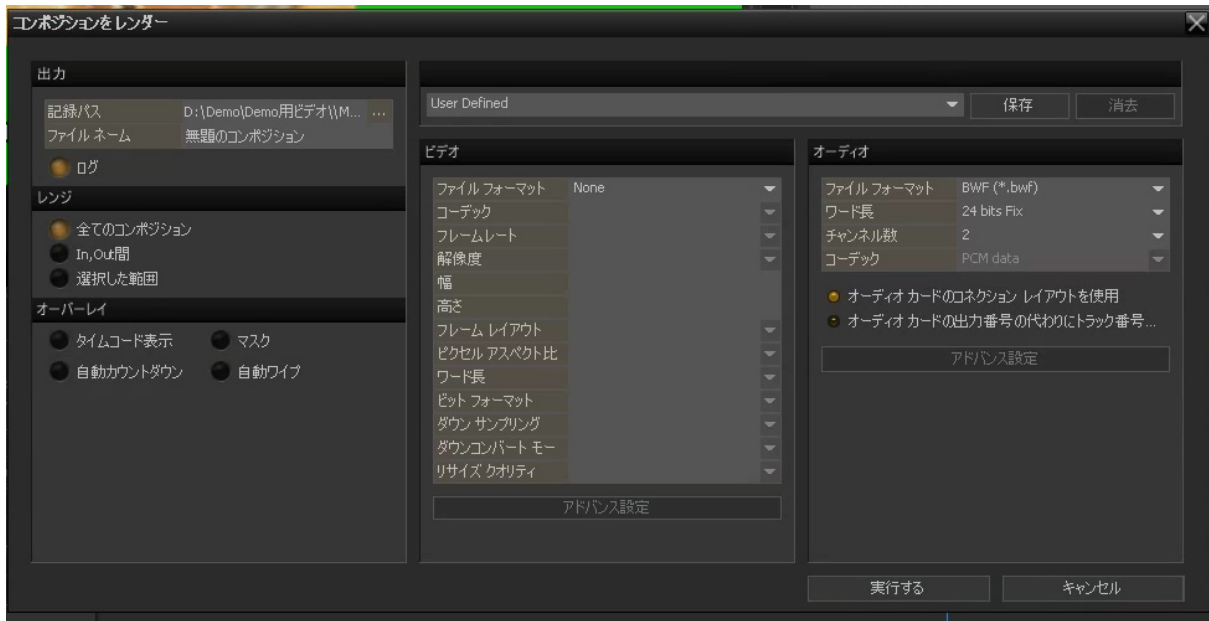 コンポジションをレンダー
出力
記録パス D:\Demo\Demo用ビデオ\\M... ...
ファイル ネーム 無題のコンポジション
ログ
レンジ
全てのコンポジション
In,Out間
選択した範囲
オーバーレイ
タイムコード表示 マスク
自動カウントダウン 自動ワイプ
User Defined 保存 消去
ビデオ
ファイル フォーマット None
コーデック
フレームレート
解像度
幅
高さ
フレーム レイアウト
ピクセル アスペクト比
ワード長
ビット フォーマット
ダウン サンプリング
ダウンコンバート モー
リサイズ クオリティ
アドバンス設定
オーディオ
ファイル フォーマット BWF (*.bwf)
ワード長 24 bits Fix
チャンネル数 2
コーデック PCM data
オーディオ カードのコネクション レイアウトを使用
オーディオ カードの出力番号の代わりにトラック番号...
アドバンス設定
実行する キャンセル